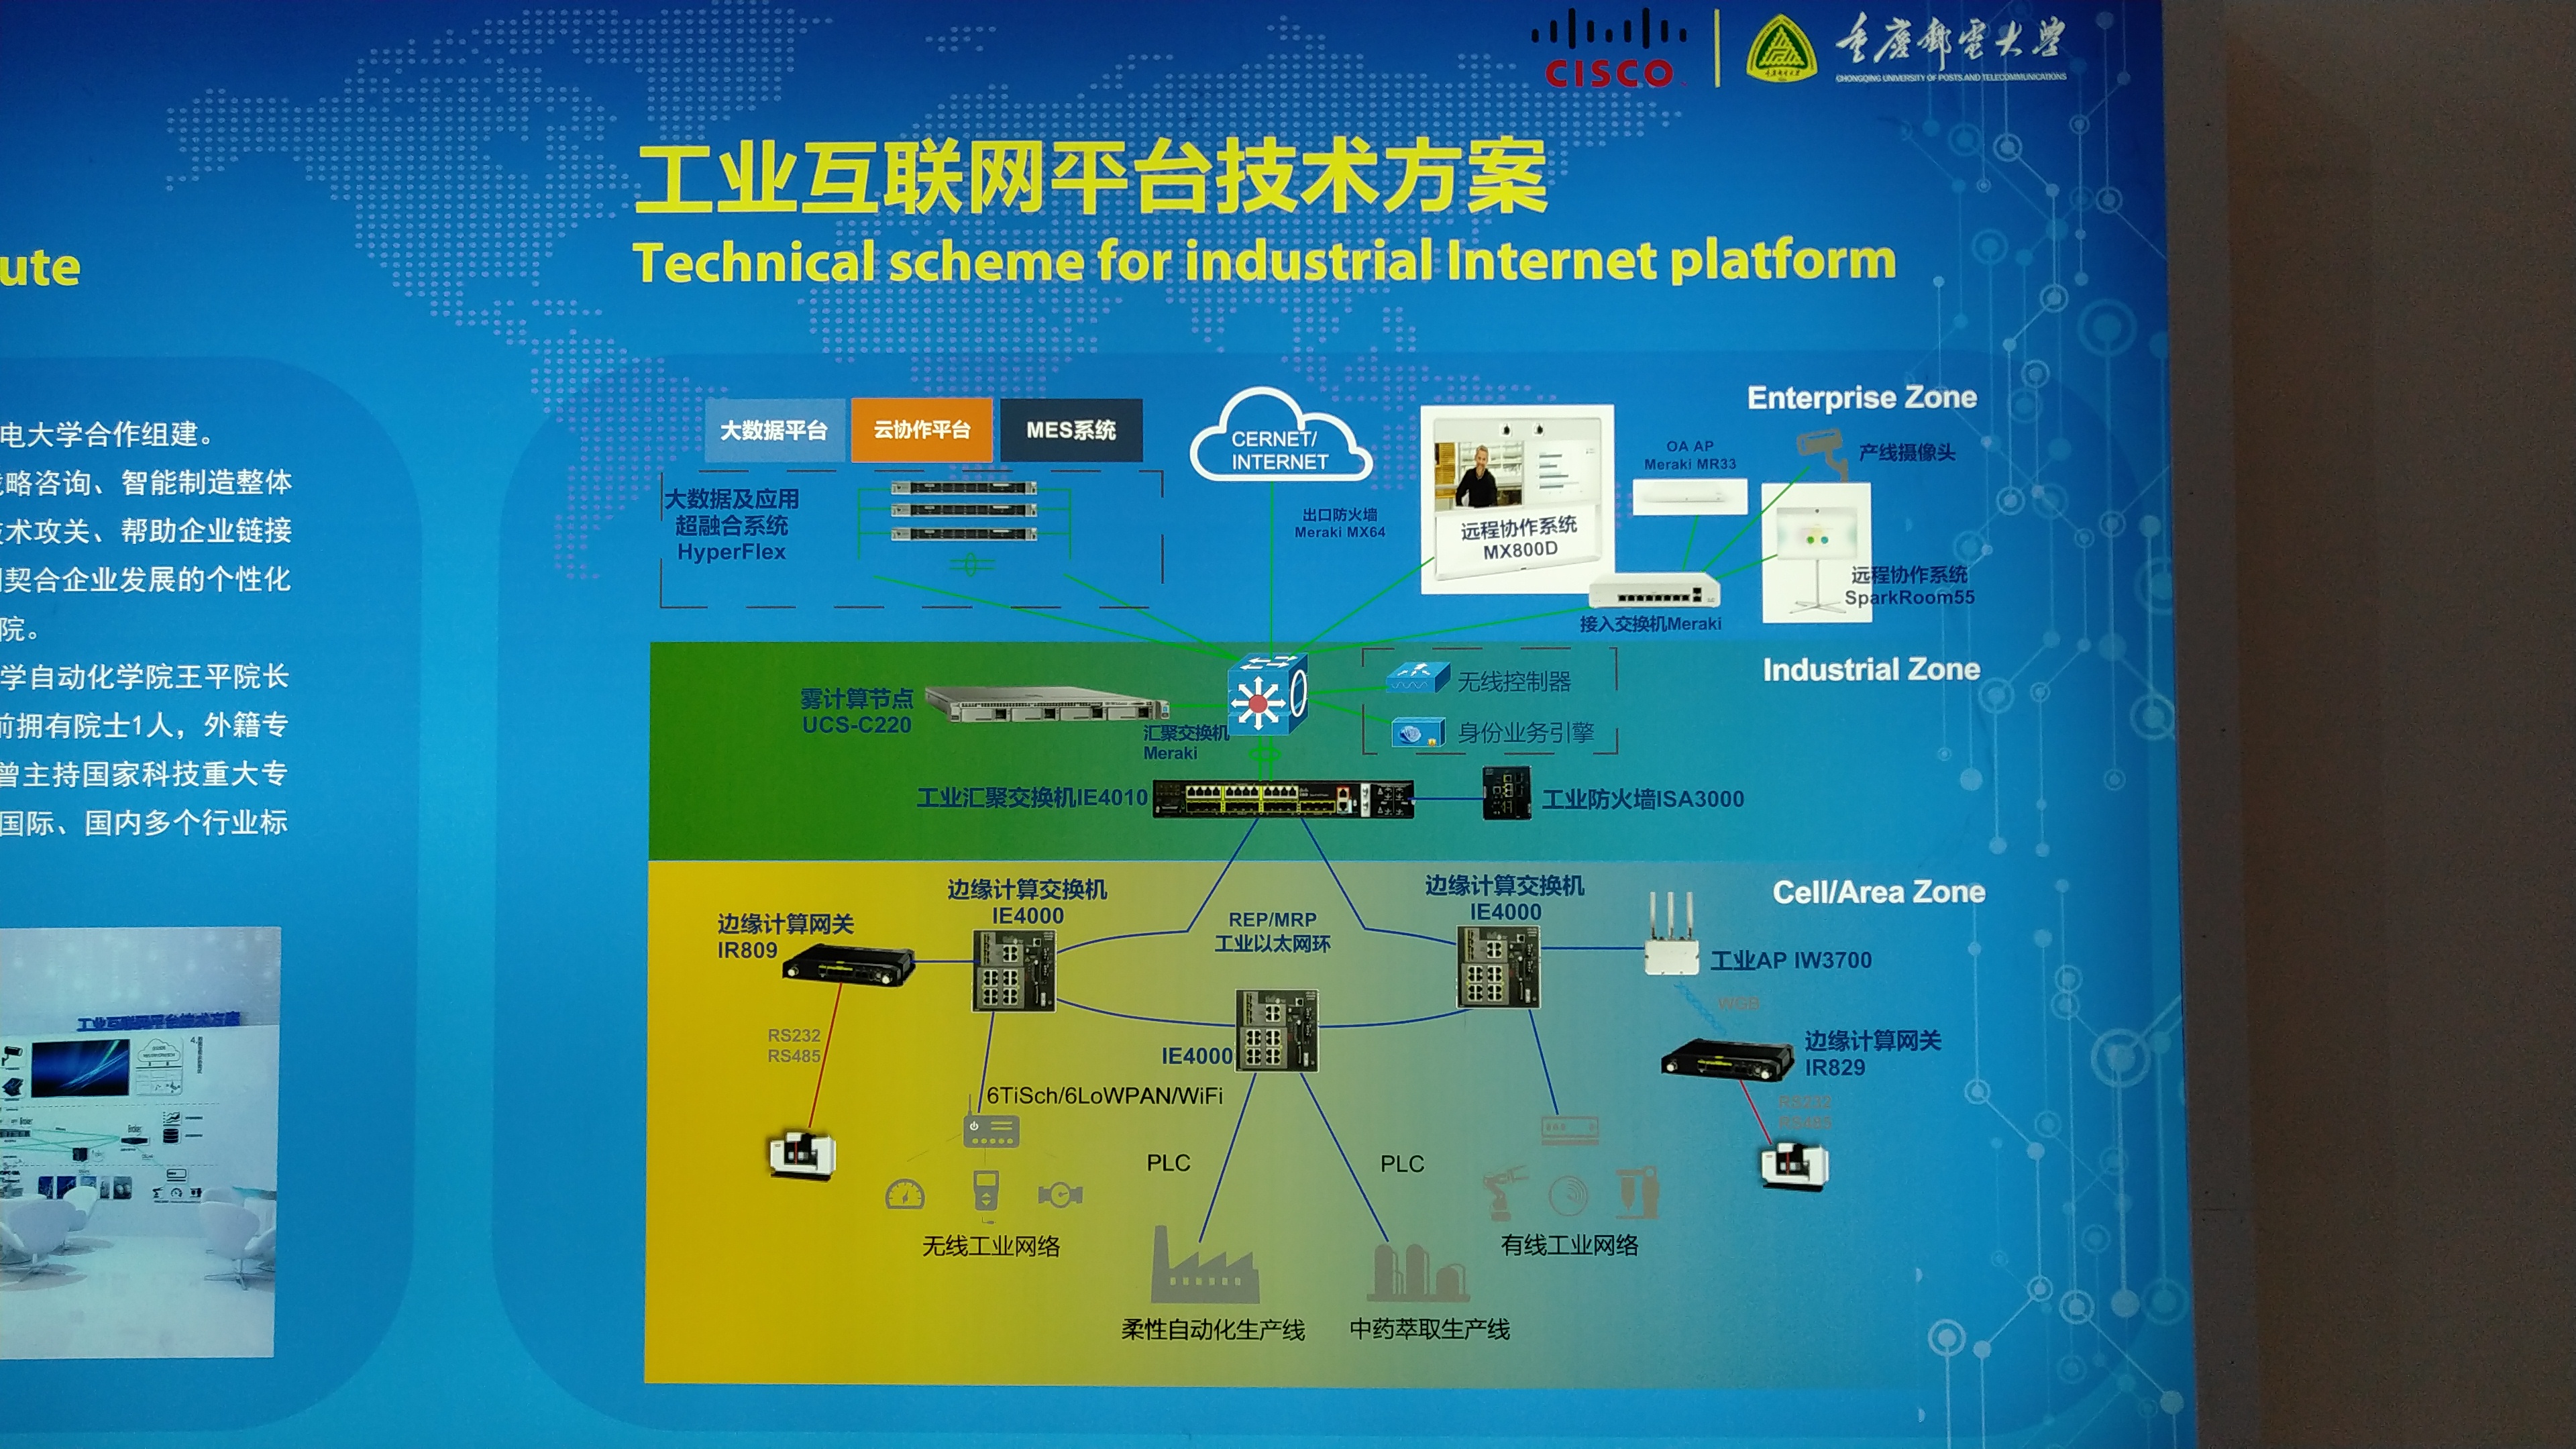 CISCO
重庆邮电大学
CHONGQING UNIVERSITY OF POSTS AND TELECOMMUNICATIONS
工业互联网平台技术方案
Technical scheme for industrial Internet platform
ute
电大学合作组建。
略咨询、智能制造整体
术攻关、帮助企业链接
契合企业发展的个性化
院。
学自动化学院王平院长
前拥有院士1人，外籍专
曾主持国家科技重大专
国际、国内多个行业标
工业互联网平台技术方案
Enterprise Zone
大数据平台
云协作平台
MES系统
大数据及应用
超融合系统
HyperFlex
CERNET/
INTERNET
出口防火墙
Meraki MX64
远程协作系统
MX800D
OA AP
Meraki MR33
产线摄像头
远程协作系统
SparkRoom55
接入交换机Meraki
Industrial Zone
雾计算节点
UCS-C220
汇聚交换机
Meraki
无线控制器
身份业务引擎
工业汇聚交换机IE4010
工业防火墙ISA3000
Cell/Area Zone
边缘计算网关
IR809
边缘计算交换机
IE4000
REP/MRP
工业以太网环
边缘计算交换机
IE4000
工业AP IW3700
WGB
边缘计算网关
IR829
RS232
RS485
IE4000
RS232
RS485
6TiSch/6LoWPAN/WiFi
PLC
PLC
无线工业网络
有线工业网络
柔性自动化生产线
中药萃取生产线